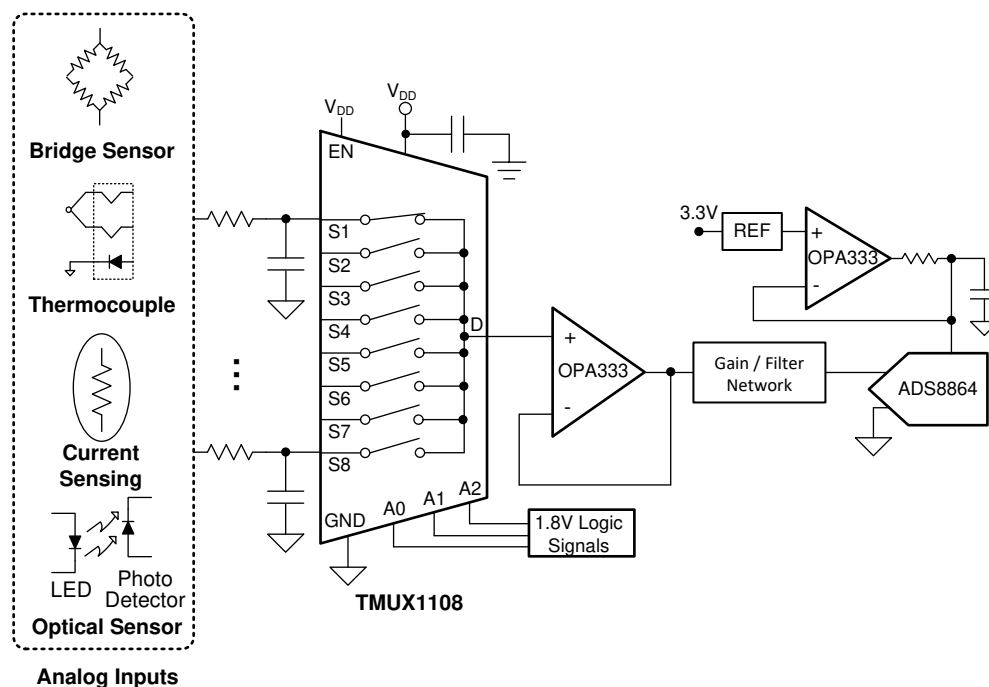 Bridge Sensor
Thermocouple
Current
Sensing
LED
Photo
Detector
Optical Sensor
Analog Inputs
VDD
VDD
EN
S1
S2
S3
S4
S5
S6
S7
S8
D
GND
A0
A1
A2
TMUX1108
1.8V Logic
Signals
+
OPA333
-
Gain / Filter
Network
3.3V
REF
+
OPA333
-
ADS8864